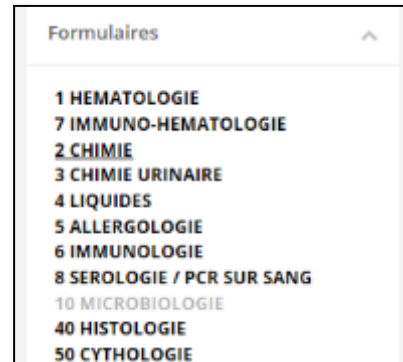 Formulaires
1 HEMATOLOGIE
7 IMMUNO-HEMATOLOGIE
2 CHIMIE
3 CHIMIE URINAIRE
4 LIQUIDES
5 ALLERGOLOGIE
6 IMMUNOLOGIE
8 SEROLOGIE / PCR SUR SANG
10 MICROBIOLOGIE
40 HISTOLOGIE
50 CYTHOLOGIE